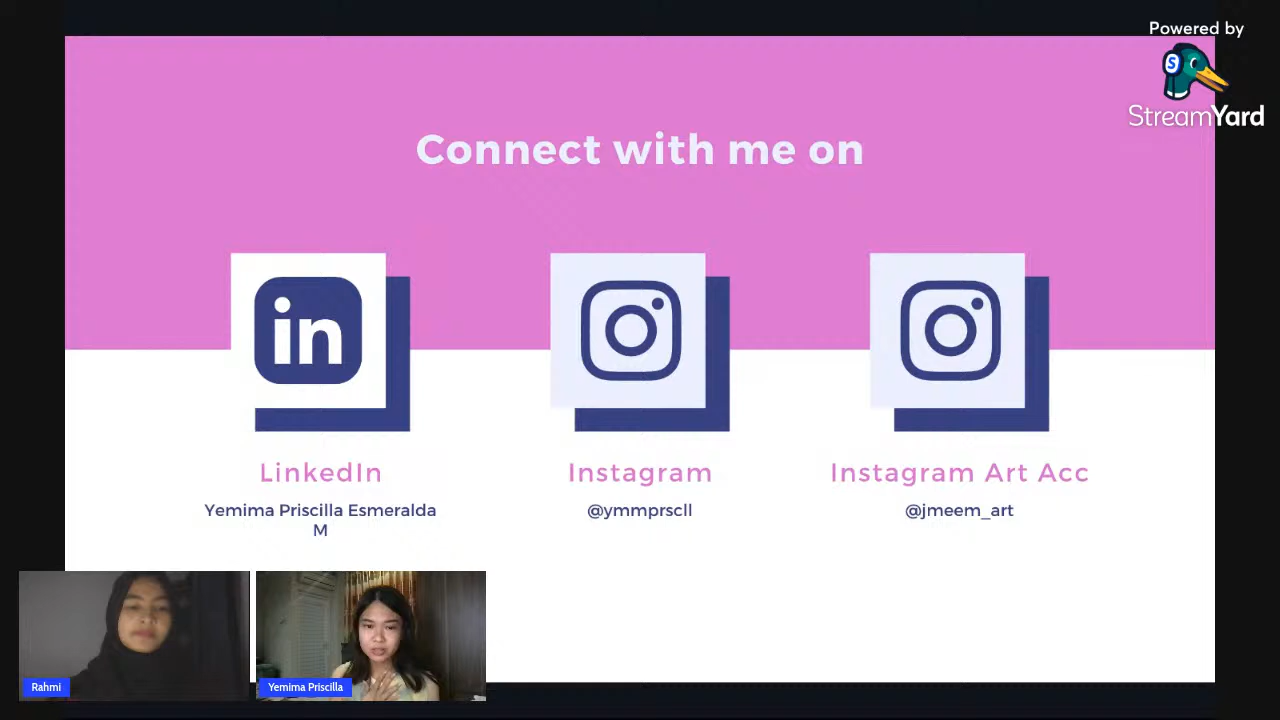 Powered by
StreamYard
Connect with me on
in
LinkedIn
Yemima Priscilla Esmeralda
M
Instagram
@ymmprscll
Instagram Art Acc
@jmeem_art
Rahmi
Yemima Priscilla